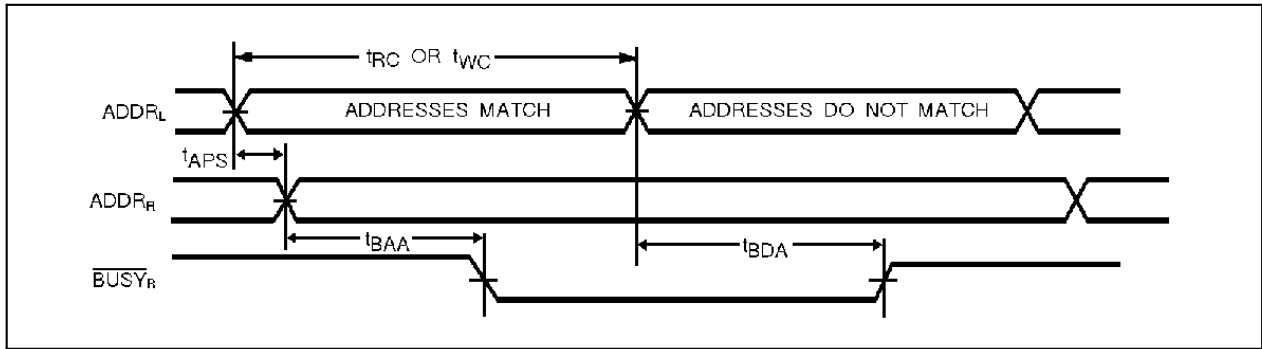 tRC OR tWC
ADDRL ADDRESSES MATCH ADDRESSES DO NOT MATCH
tAPS
ADDRR
tBAA tBDA
BUSYR